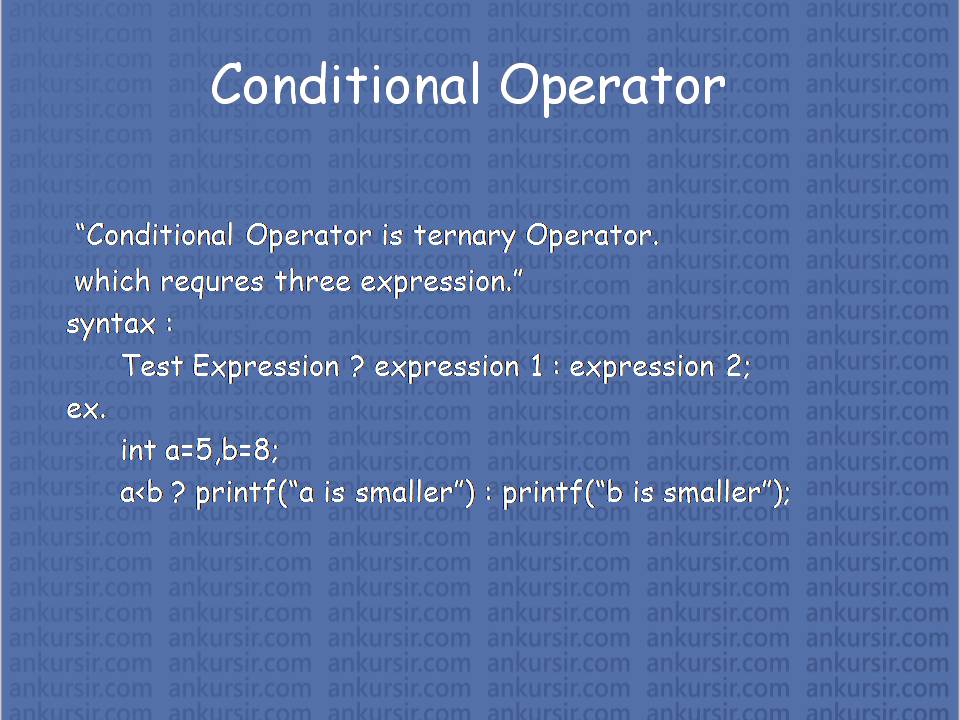 Conditional Operator
“Conditional Operator is ternary Operator.
which requres three expression.”
syntax :
Test Expression ? expression 1 : expression 2;
ex.
int a=5,b=8;
a<b ? printf(“a is smaller”) : printf(“b is smaller”);
ankursir.com